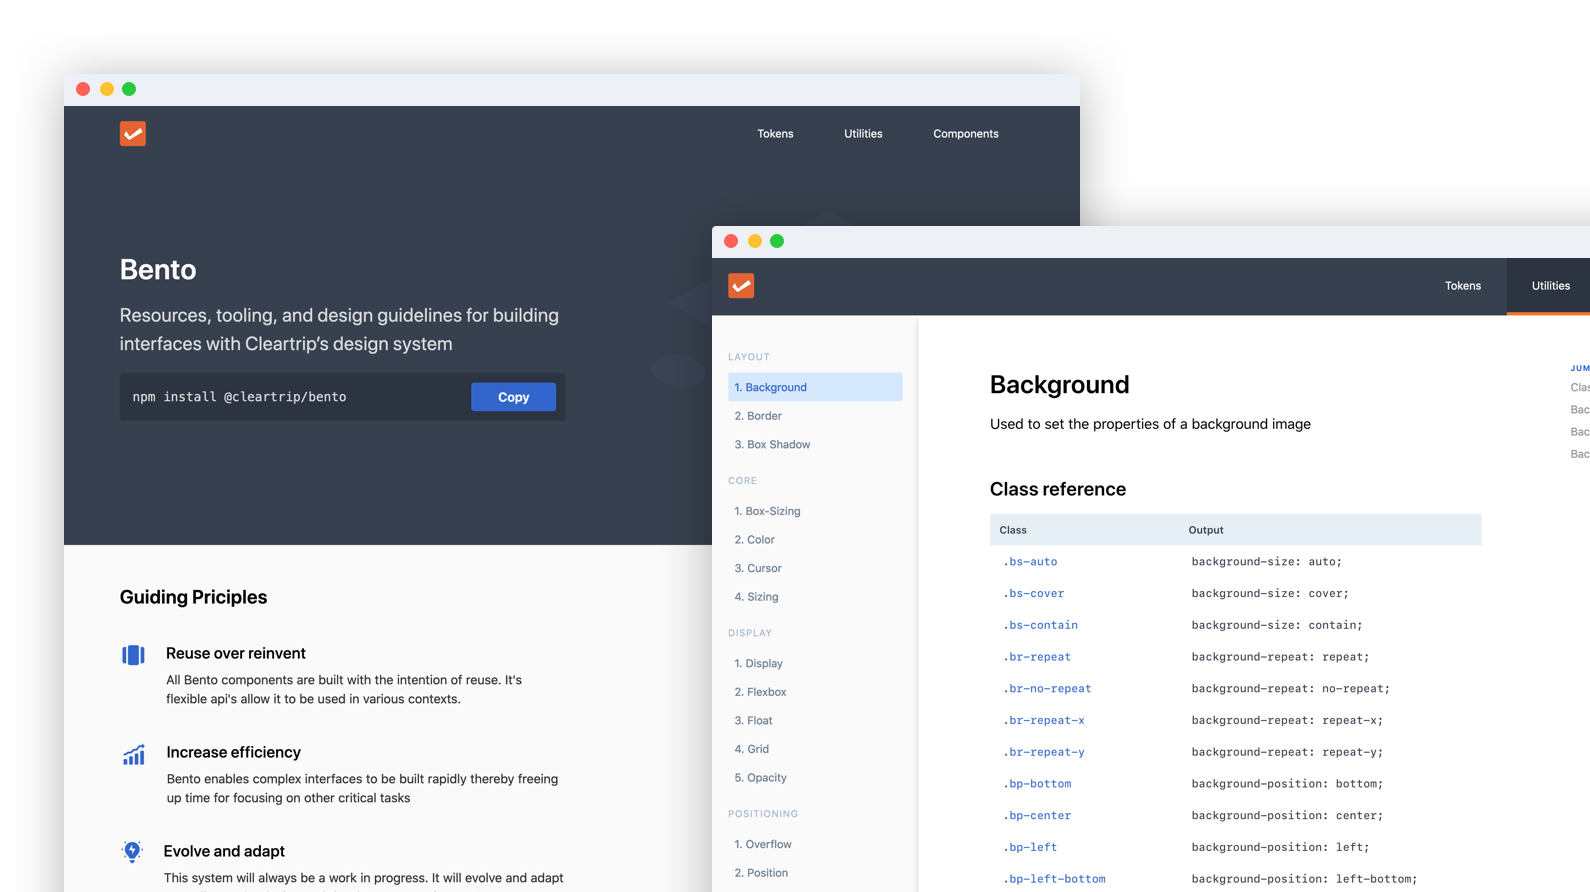 Tokens
Utilities
Components
Bento
Resources, tooling, and design guidelines for building
interfaces with Cleartrip’s design system
npm install @cleartrip/bento
Copy
Guiding Priciples
Reuse over reinvent
All Bento components are built with the intention of reuse. It's
flexible api's allow it to be used in various contexts.
Increase efficiency
Bento enables complex interfaces to be built rapidly thereby freeing
up time for focusing on other critical tasks
Evolve and adapt
This system will always be a work in progress. It will evolve and adapt
Tokens
Utilities
LAYOUT
1. Background
2. Border
3. Box Shadow
CORE
1. Box-Sizing
2. Color
3. Cursor
4. Sizing
DISPLAY
1. Display
2. Flexbox
3. Float
4. Grid
5. Opacity
POSITIONING
1. Overflow
2. Position
Background
Used to set the properties of a background image
Class reference
Class Output
.bs-auto background-size: auto;
.bs-cover background-size: cover;
.bs-contain background-size: contain;
.br-repeat background-repeat: repeat;
.br-no-repeat background-repeat: no-repeat;
.br-repeat-x background-repeat: repeat-x;
.br-repeat-y background-repeat: repeat-y;
.bp-bottom background-position: bottom;
.bp-center background-position: center;
.bp-left background-position: left;
.bp-left-bottom background-position: left-bottom;
JUM
Clas
Bac
Bac
Bac